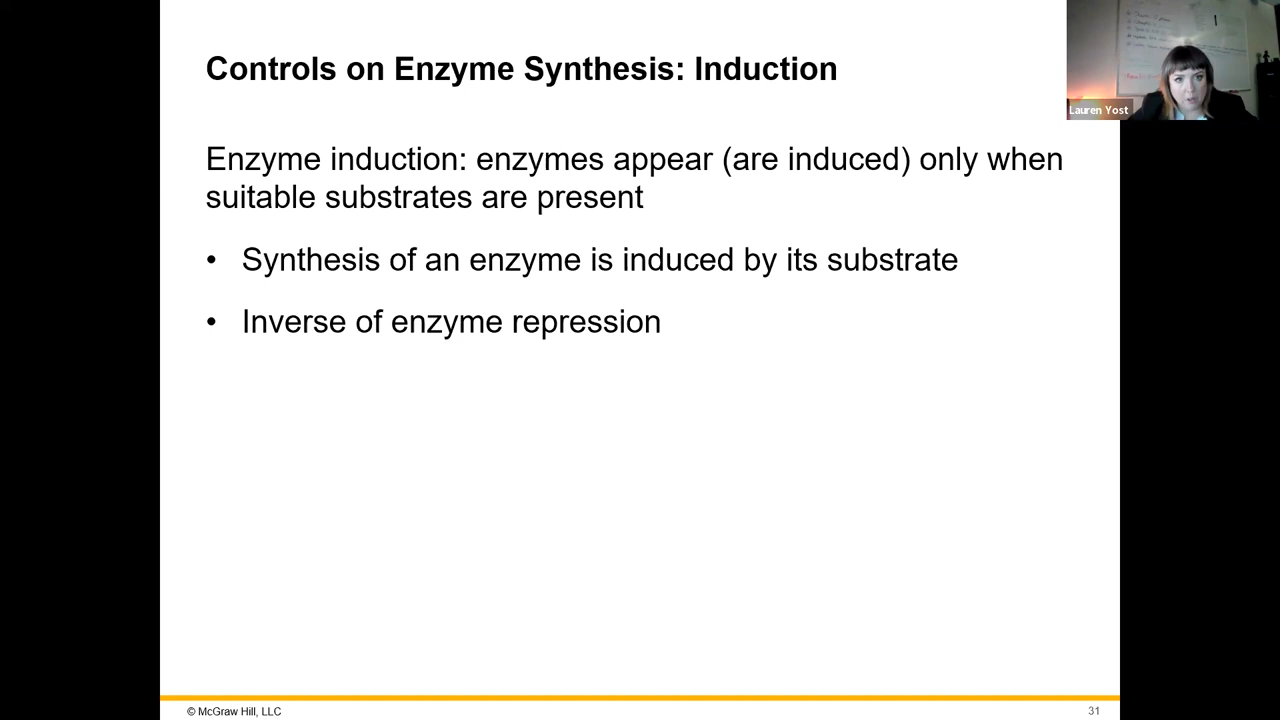 Controls on Enzyme Synthesis: Induction
Lauren Yost
Enzyme induction: enzymes appear (are induced) only when
suitable substrates are present
• Synthesis of an enzyme is induced by its substrate
• Inverse of enzyme repression
© McGraw Hill, LLC
31